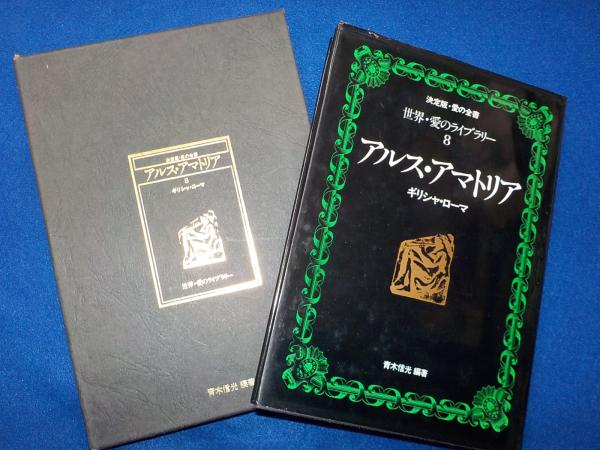 決定版・愛の全書
アルス・アマトリア
8
ギリシャ・ローマ
世界・愛のライブラリー
青木信光 編著
決定版・愛の全書
世界・愛のライブラリー
8
アルス・アマトリア
ギリシャ・ローマ
青木信光 編著